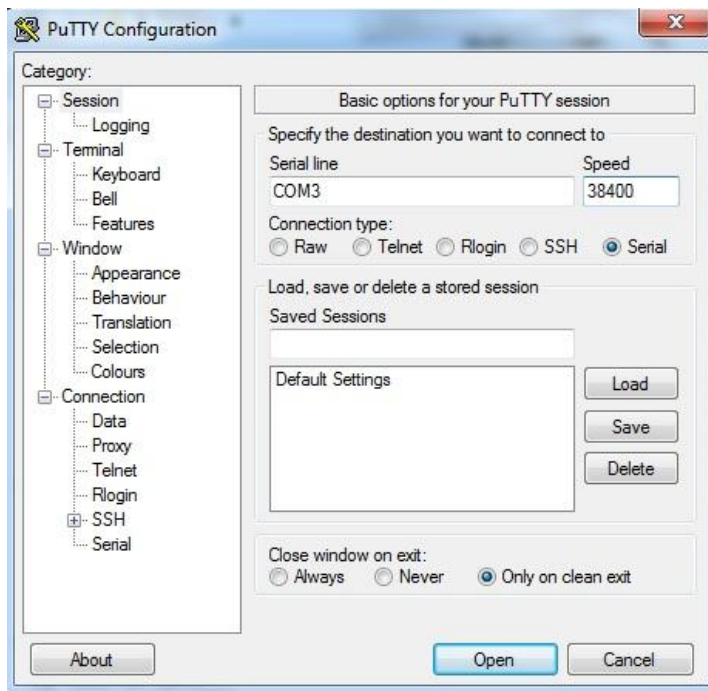 PuTTY Configuration
Category:
Session
Logging
Terminal
Keyboard
Bell
Features
Window
Appearance
Behaviour
Translation
Selection
Colours
Connection
Data
Proxy
Telnet
Rlogin
SSH
Serial
Basic options for your PuTTY session
Specify the destination you want to connect to
Serial line Speed
COM3 38400
Connection type:
Raw Telnet Rlogin SSH Serial
Load, save or delete a stored session
Saved Sessions
Default Settings
Load
Save
Delete
Close window on exit:
Always Never Only on clean exit
About Open Cancel